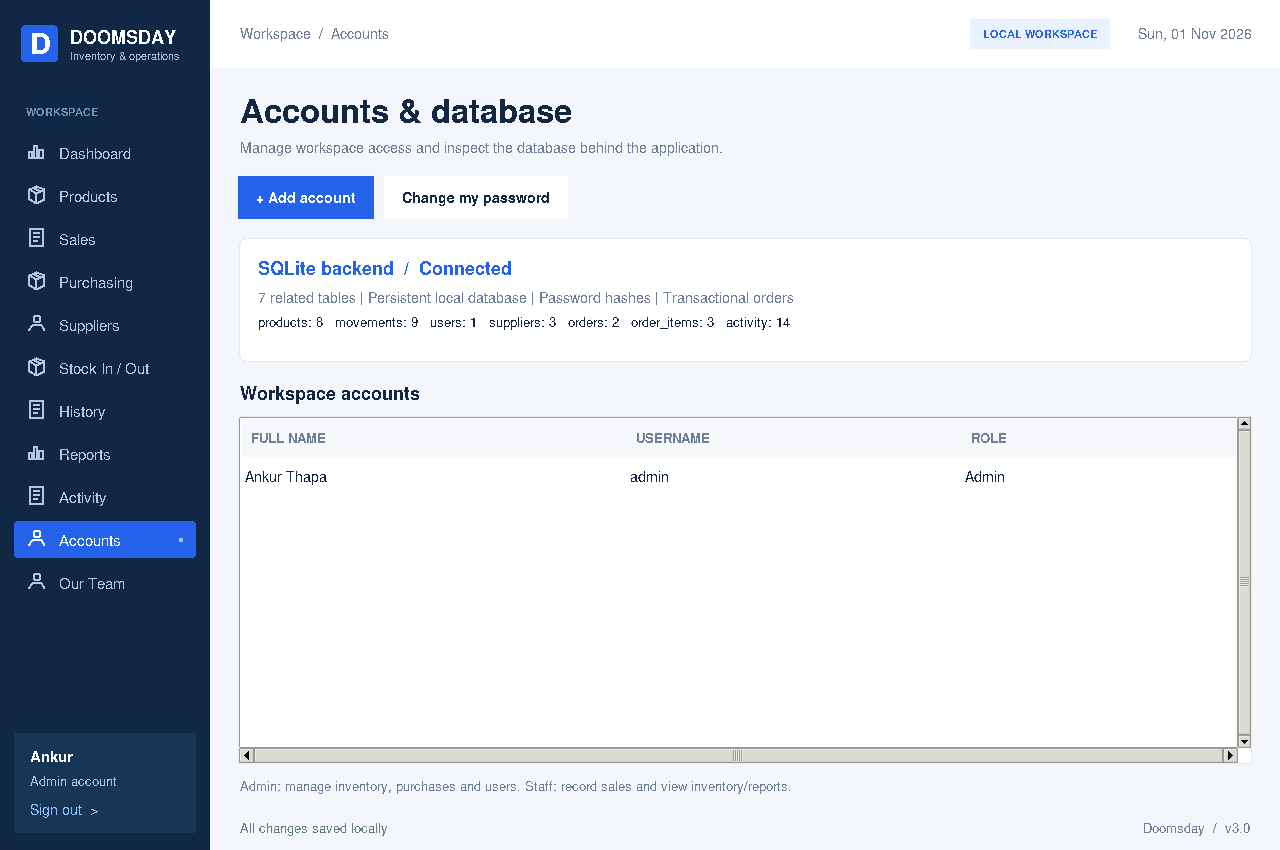 D
DOOMSDAY
Inventory & operations
WORKSPACE
Dashboard
Products
Sales
Purchasing
Suppliers
Stock In / Out
History
Reports
Activity
Accounts
Our Team
Ankur
Admin account
Sign out >
Workspace / Accounts
LOCAL WORKSPACE
Sun, 01 Nov 2026
Accounts & database
Manage workspace access and inspect the database behind the application.
+ Add account
Change my password
SQLite backend / Connected
7 related tables | Persistent local database | Password hashes | Transactional orders
products: 8 movements: 9 users: 1 suppliers: 3 orders: 2 order_items: 3 activity: 14
Workspace accounts
FULL NAME USERNAME ROLE
Ankur Thapa admin Admin
Admin: manage inventory, purchases and users. Staff: record sales and view inventory/reports.
All changes saved locally
Doomsday / v3.0